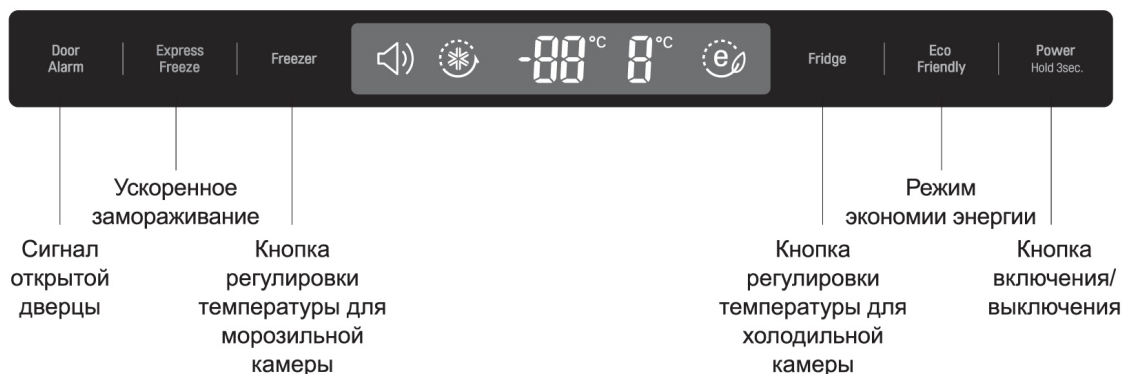 Door
Alarm
Express
Freeze
Freezer
-88°C 8°C
e
Fridge
Eco
Friendly
Power
Hold 3sec.
Ускоренное
замораживание
Режим
экономии энергии
Сигнал
открытой
дверцы
Кнопка
регулировки
температуры для
морозильной
камеры
Кнопка
регулировки
температуры для
холодильной
камеры
Кнопка
включения/
выключения